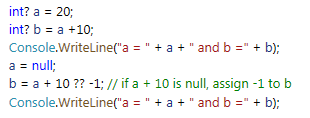 int? a = 20;
int? b = a +10;
Console.WriteLine("a = " + a + " and b =" + b);
a = null;
b = a + 10 ?? -1; // if a + 10 is null, assign -1 to b
Console.WriteLine("a = " + a + " and b =" + b);